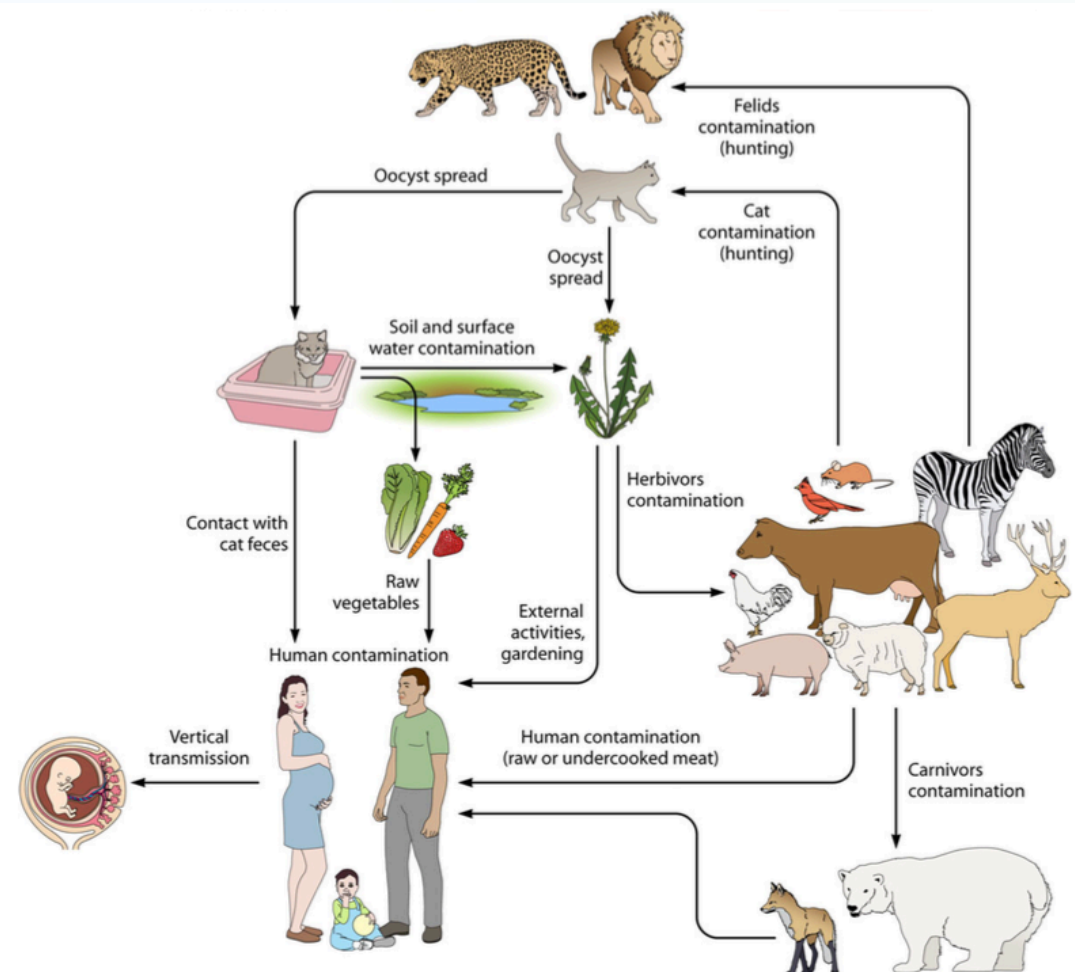 Felids
contamination
(hunting)
Oocyst spread
Cat
contamination
(hunting)
Oocyst
spread
Soil and surface
water contamination
Herbivors
contamination
Contact with
cat feces
Raw
vegetables
External
activities,
gardening
Human contamination
Vertical
transmission
Human contamination
(raw or undercooked meat)
Carnivors
contamination